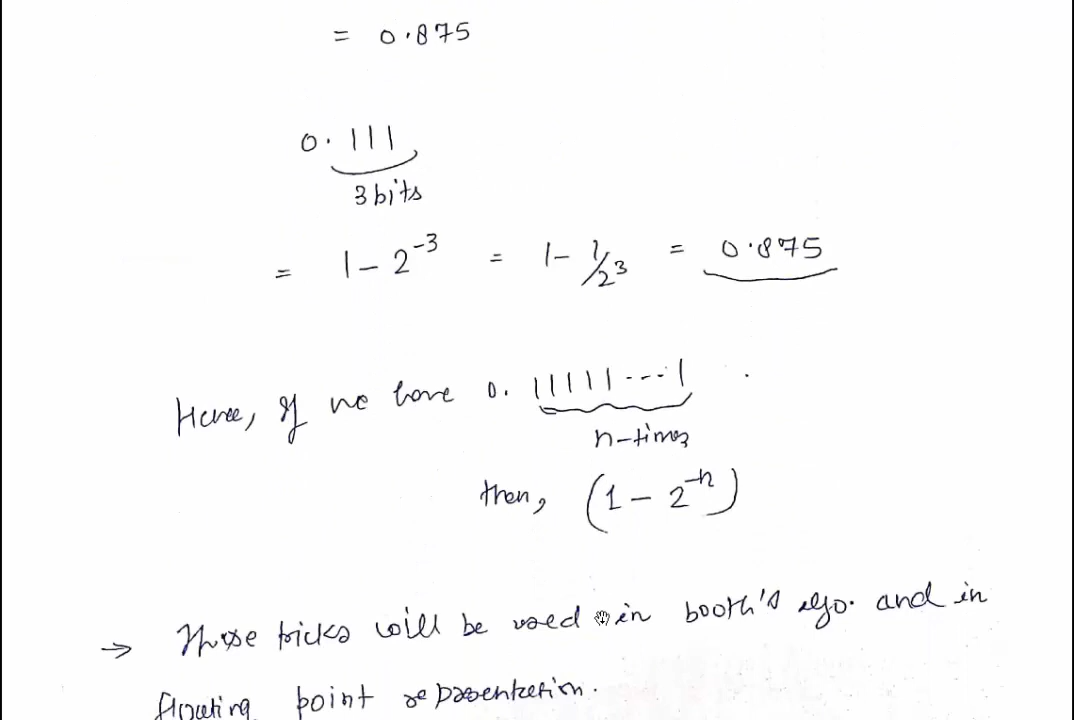 = 0.875
0.111
3 bits
= 1 - 2^-3 = 1 - 1/2^3 = 0.875
Hence, if we have 0. 11111---1 .
n-times
then, (1 - 2^-n)
→ These tricks will be used in booth's algo. and in
floating point representation.